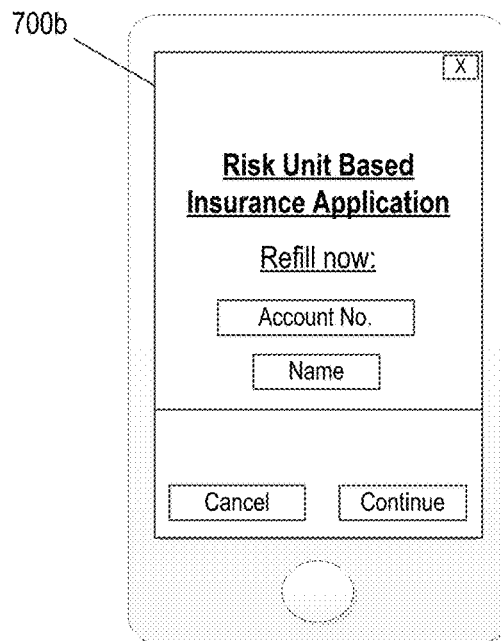 700b
X
Risk Unit Based
Insurance Application
Refill now:
Account No.
Name
Cancel Continue